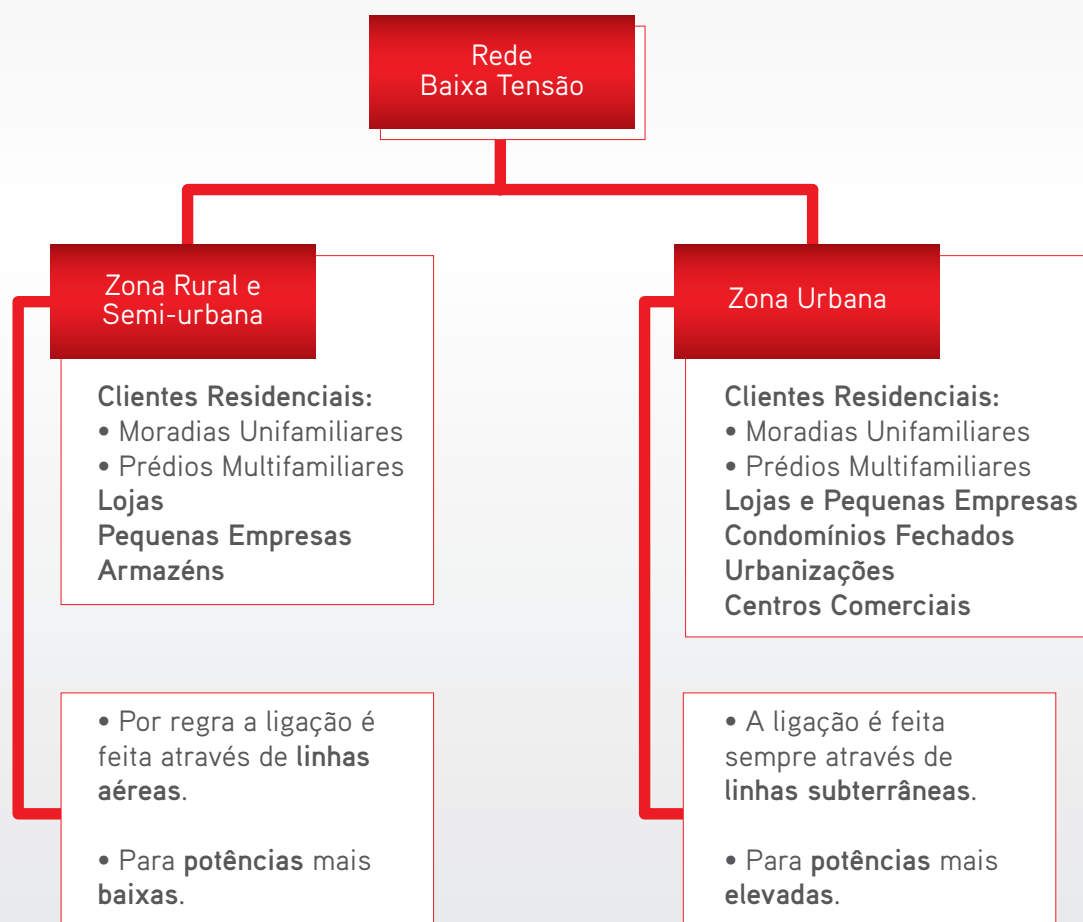 Rede
Baixa Tensão
Zona Rural e
Semi-urbana
Clientes Residenciais:
• Moradias Unifamiliares
• Prédios Multifamiliares
Lojas
Pequenas Empresas
Armazéns
• Por regra a ligação é
feita através de linhas
aéreas.
• Para potências mais
baixas.
Zona Urbana
Clientes Residenciais:
• Moradias Unifamiliares
• Prédios Multifamiliares
Lojas e Pequenas Empresas
Condomínios Fechados
Urbanizações
Centros Comerciais
• A ligação é feita
sempre através de
linhas subterrâneas.
• Para potências mais
elevadas.